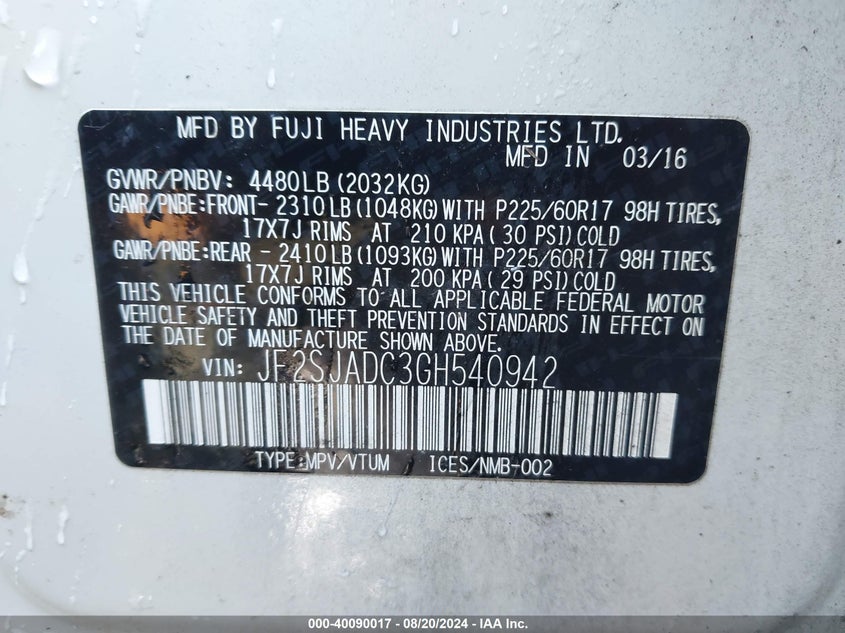 MFD BY FUJI HEAVY INDUSTRIES LTD.
MFD IN 03/16
GVWR/PNBV: 4480LB (2032KG)
GAWR/PNBE:FRONT- 2310LB (1048KG) WITH P225/60R17 98H TIRES,
17X7J RIMS AT 210 KPA( 30 PSI) COLD
GAWR/PNBE:REAR - 2410LB (1093KG) WITH P225/60R17 98H TIRES,
17X7J RIMS AT 200 KPA( 29 PSI) COLD
THIS VEHICLE CONFORMS TO ALL APPLICABLE FEDERAL MOTOR
VEHICLE SAFETY AND THEFT PREVENTION STANDARDS IN EFFECT ON
THE DATE OF MANUFACTURE SHOWN ABOVE.
VIN: JF2SJADC3GH540942
TYPE MPV/VTUM ICES/NMB-002
000-40090017 - 08/20/2024 - IAA Inc.